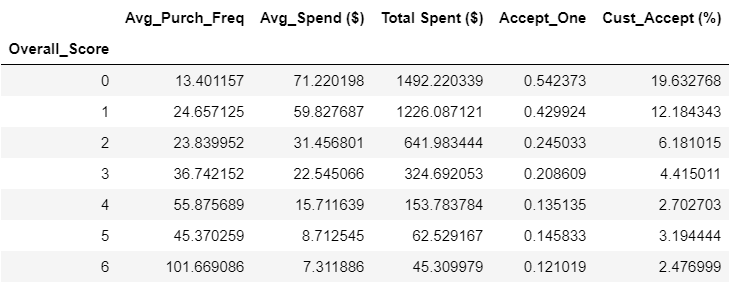 Avg_Purch_Freq Avg_Spend ($) Total Spent ($) Accept_One Cust_Accept (%)
Overall_Score
0 13.401157 71.220198 1492.220339 0.542373 19.632768
1 24.657125 59.827687 1226.087121 0.429924 12.184343
2 23.839952 31.456801 641.983444 0.245033 6.181015
3 36.742152 22.545066 324.692053 0.208609 4.415011
4 55.875689 15.711639 153.783784 0.135135 2.702703
5 45.370259 8.712545 62.529167 0.145833 3.194444
6 101.669086 7.311886 45.309979 0.121019 2.476999